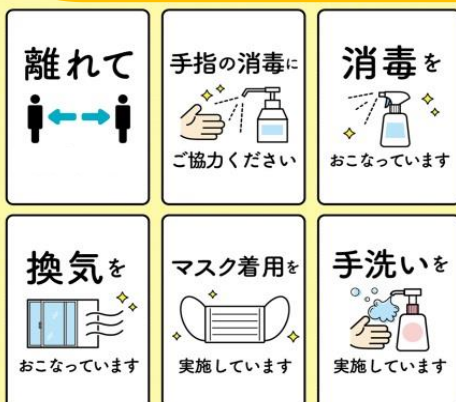 離れて
手指の消毒に
ご協力ください
消毒を
おこなっています
換気を
おこなっています
マスク着用を
実施しています
手洗いを
実施しています